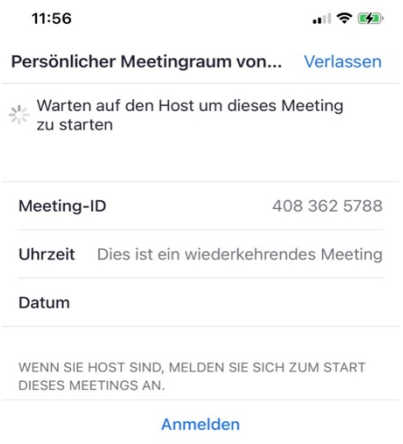 11:56
Persönlicher Meetingraum von... Verlassen
Warten auf den Host um dieses Meeting
zu starten
Meeting-ID 408 362 5788
Uhrzeit Dies ist ein wiederkehrendes Meeting
Datum
WENN SIE HOST SIND, MELDEN SIE SICH ZUM START
DIESES MEETINGS AN.
Anmelden